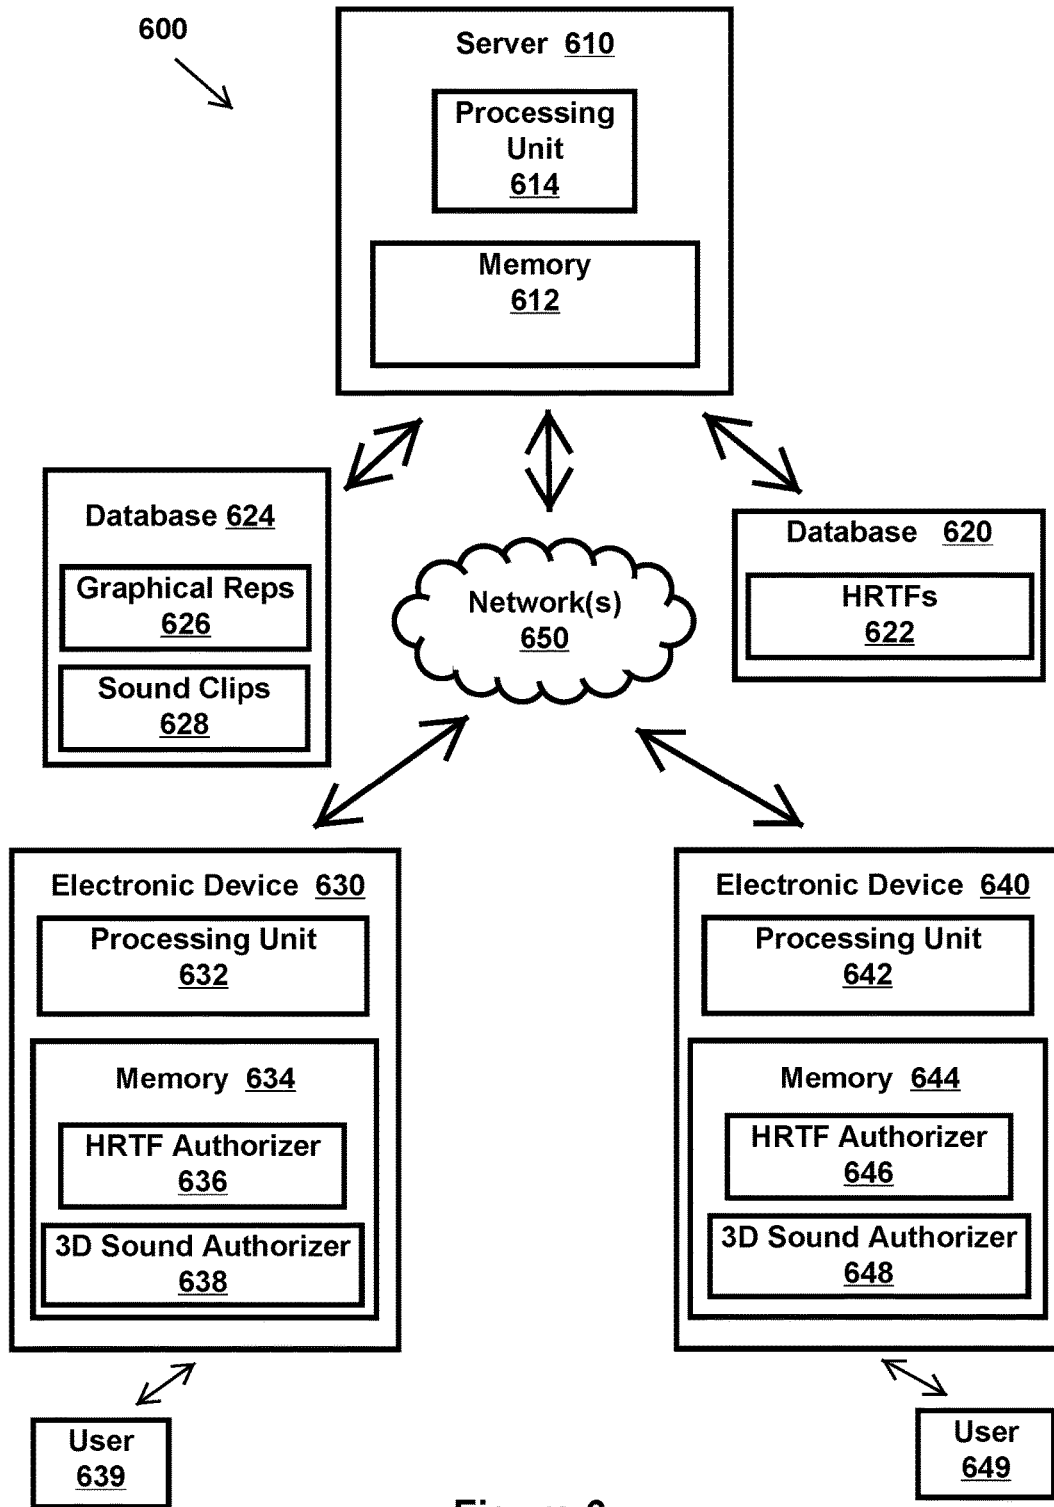 600
Server 610
Processing
Unit
614
Memory
612
Database 624
Graphical Reps
626
Sound Clips
628
Network(s)
650
Database 620
HRTFs
622
Electronic Device 630
Processing Unit
632
Memory 634
HRTF Authorizer
636
3D Sound Authorizer
638
User
639
Electronic Device 640
Processing Unit
642
Memory 644
HRTF Authorizer
646
3D Sound Authorizer
648
User
649